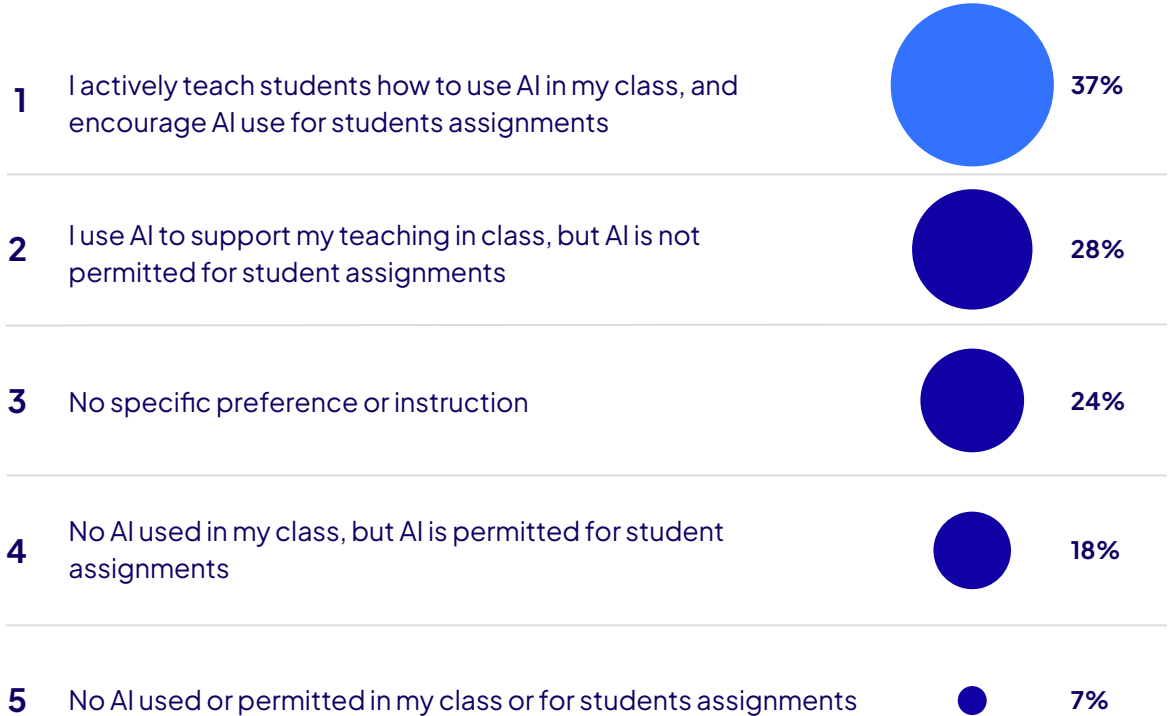 1
I actively teach students how to use AI in my class, and
encourage AI use for students assignments
37%
2
I use AI to support my teaching in class, but AI is not
permitted for student assignments
28%
3
No specific preference or instruction
24%
4
No AI used in my class, but AI is permitted for student
assignments
18%
5
No AI used or permitted in my class or for students assignments
7%